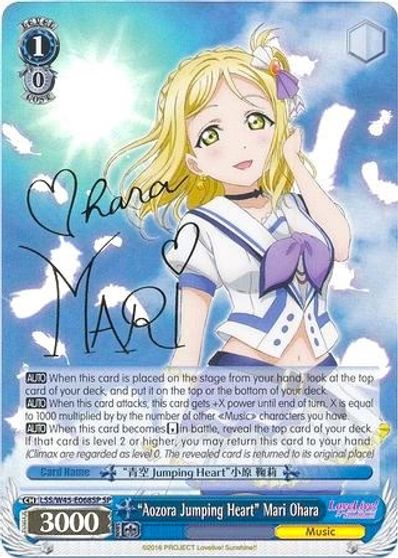 LEVEL
1
0
COST
Ohara
MARI
AUTO When this card is placed on the stage from your hand, look at the top
card of your deck, and put it on the top or the bottom of your deck.
AUTO When this card attacks, this card gets +X power until end of turn, X is equal
to 1000 multiplied by by the number of other «Music» characters you have.
AUTO When this card becomes in battle, reveal the top card of your deck.
If that card is level 2 or higher, you may return this card to your hand.
(Climax are regarded as level 0. The revealed card is returned to its original place)
Card Name
"青空 Jumping Heart"小原 鞠莉
CH LSS/W45-E068SP SP
"Aozora Jumping Heart" Mari Ohara
Love Live!
Sunshine!!
3000
Music
©2016 PROJECT Lovelive! Sunshine!!